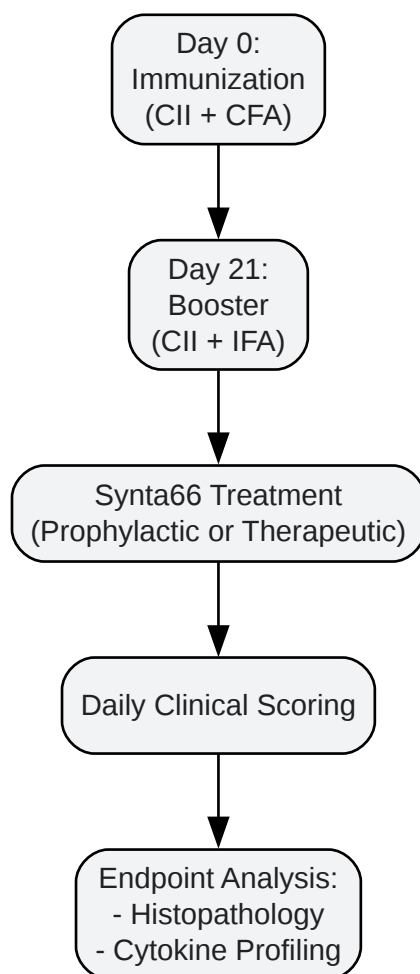 Day 0:
Immunization
(CII + CFA)
Day 21:
Booster
(CII + IFA)
Synta66 Treatment
(Prophylactic or Therapeutic)
Daily Clinical Scoring
Endpoint Analysis:
- Histopathology
- Cytokine Profiling